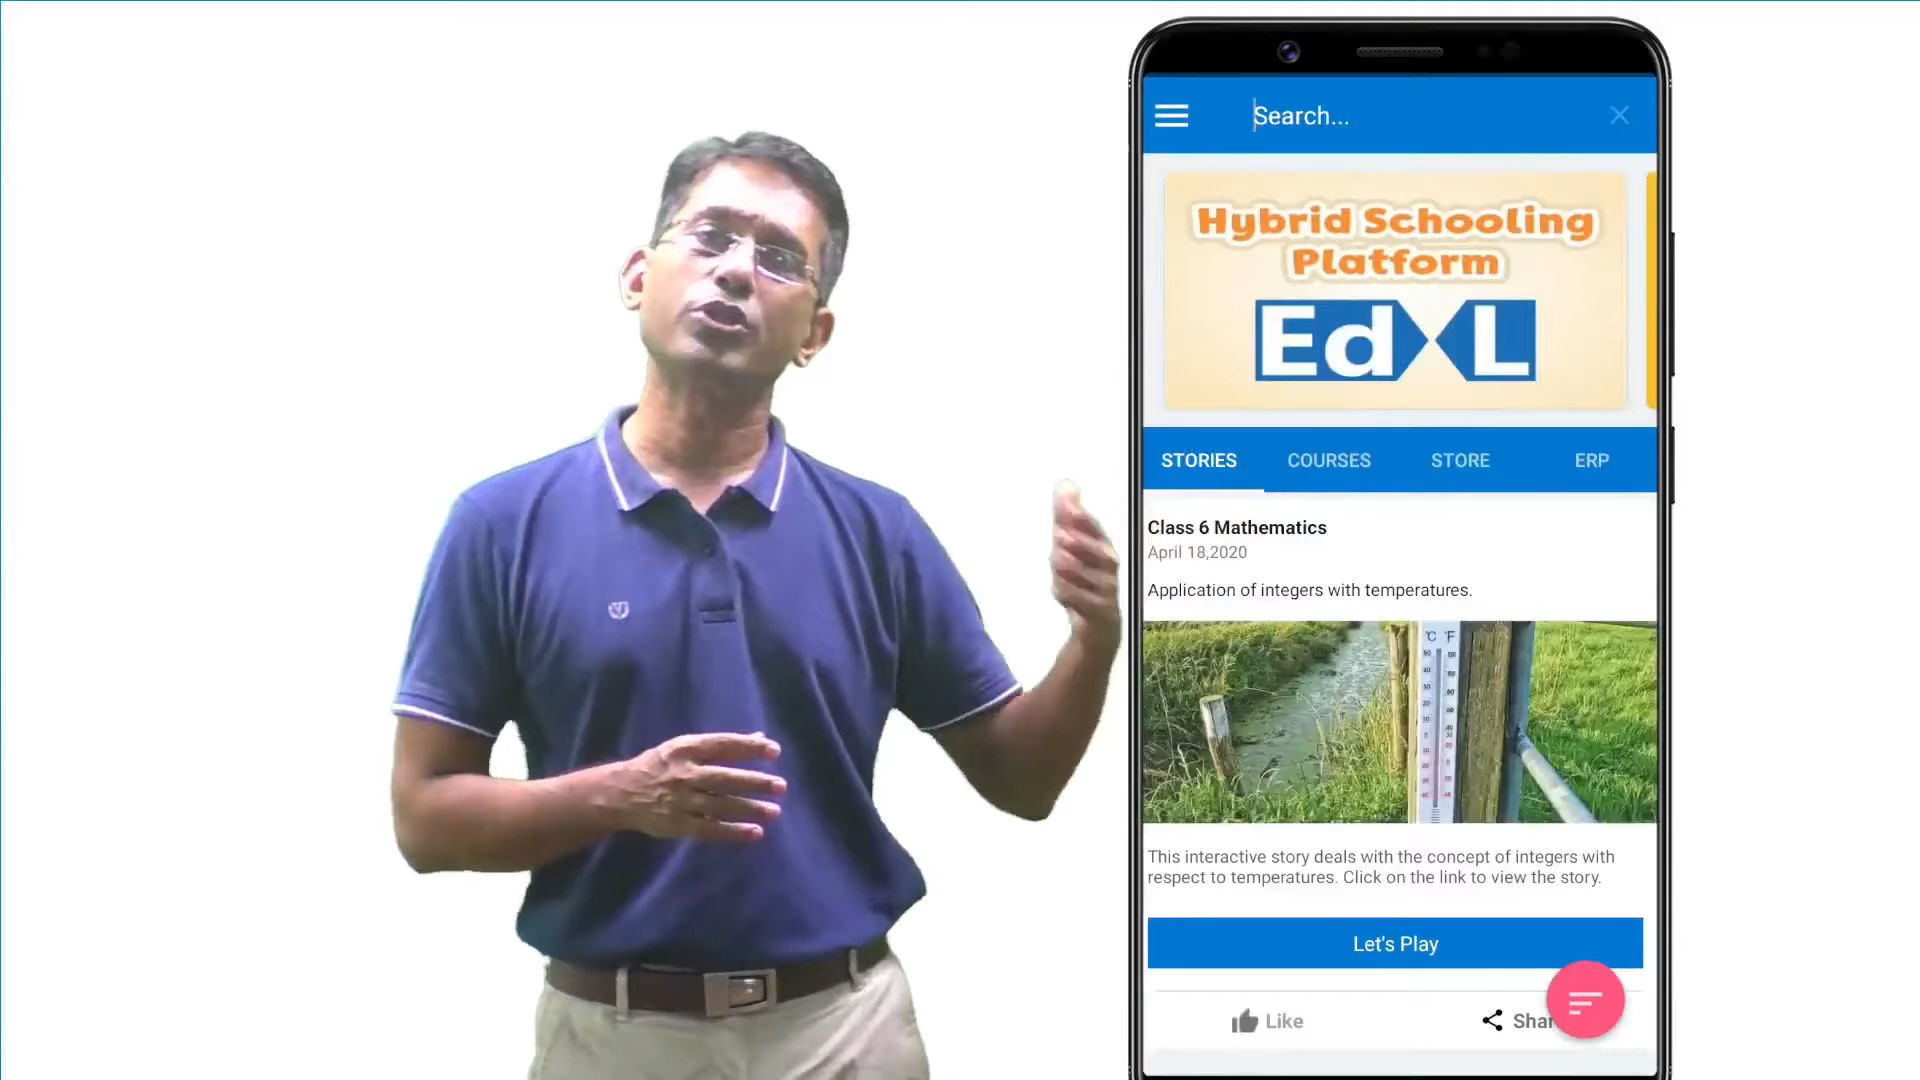 Search...
Hybrid Schooling
Platform
EdXL
STORIES COURSES STORE ERP
Class 6 Mathematics
April 18,2020
Application of integers with temperatures.
°C °F
This interactive story deals with the concept of integers with
respect to temperatures. Click on the link to view the story.
Let's Play
Like Shar